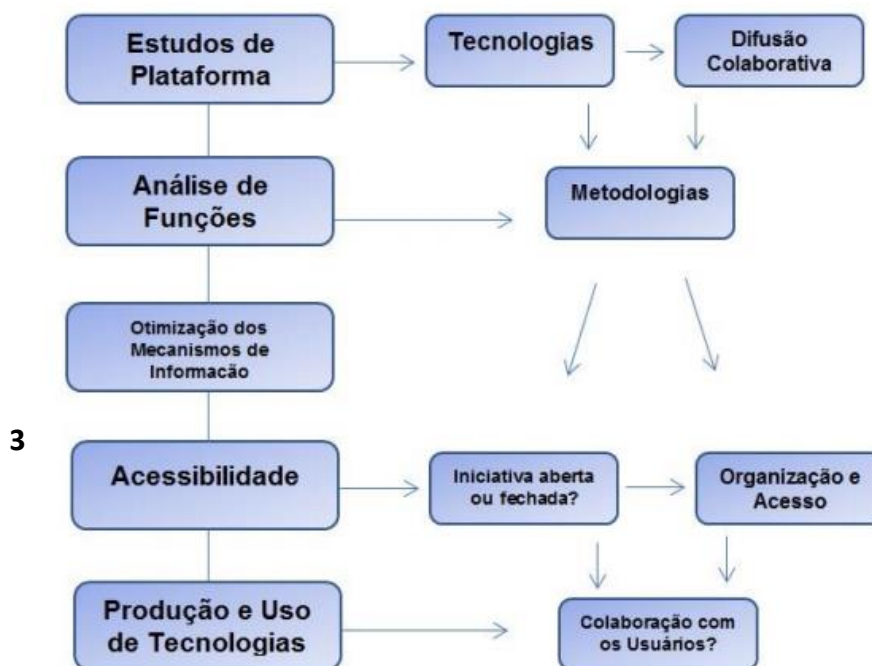 Estudos de
Plataforma
Tecnologias
Difusão
Colaborativa
Análise de
Funções
Metodologias
Otimização dos
Mecanismos de
Informacão
3
Acessibilidade
Iniciativa aberta
ou fechada?
Organização e
Acesso
Produção e Uso
de Tecnologias
Colaboração com
os Usuários?